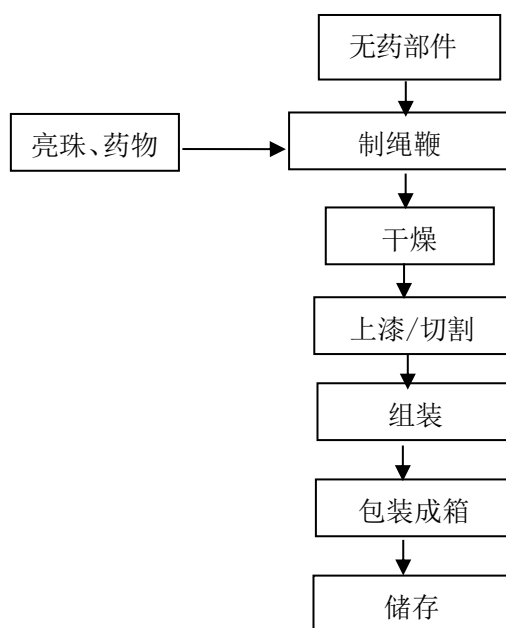 无药部件
亮珠、药物
制绳鞭
干燥
上漆/切割
组装
包装成箱
储存